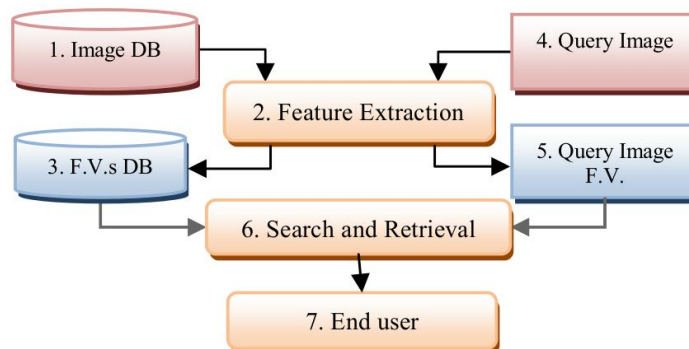 1. Image DB
4. Query Image
2. Feature Extraction
3. F.V.s DB
5. Query Image
F.V.
6. Search and Retrieval
7. End user